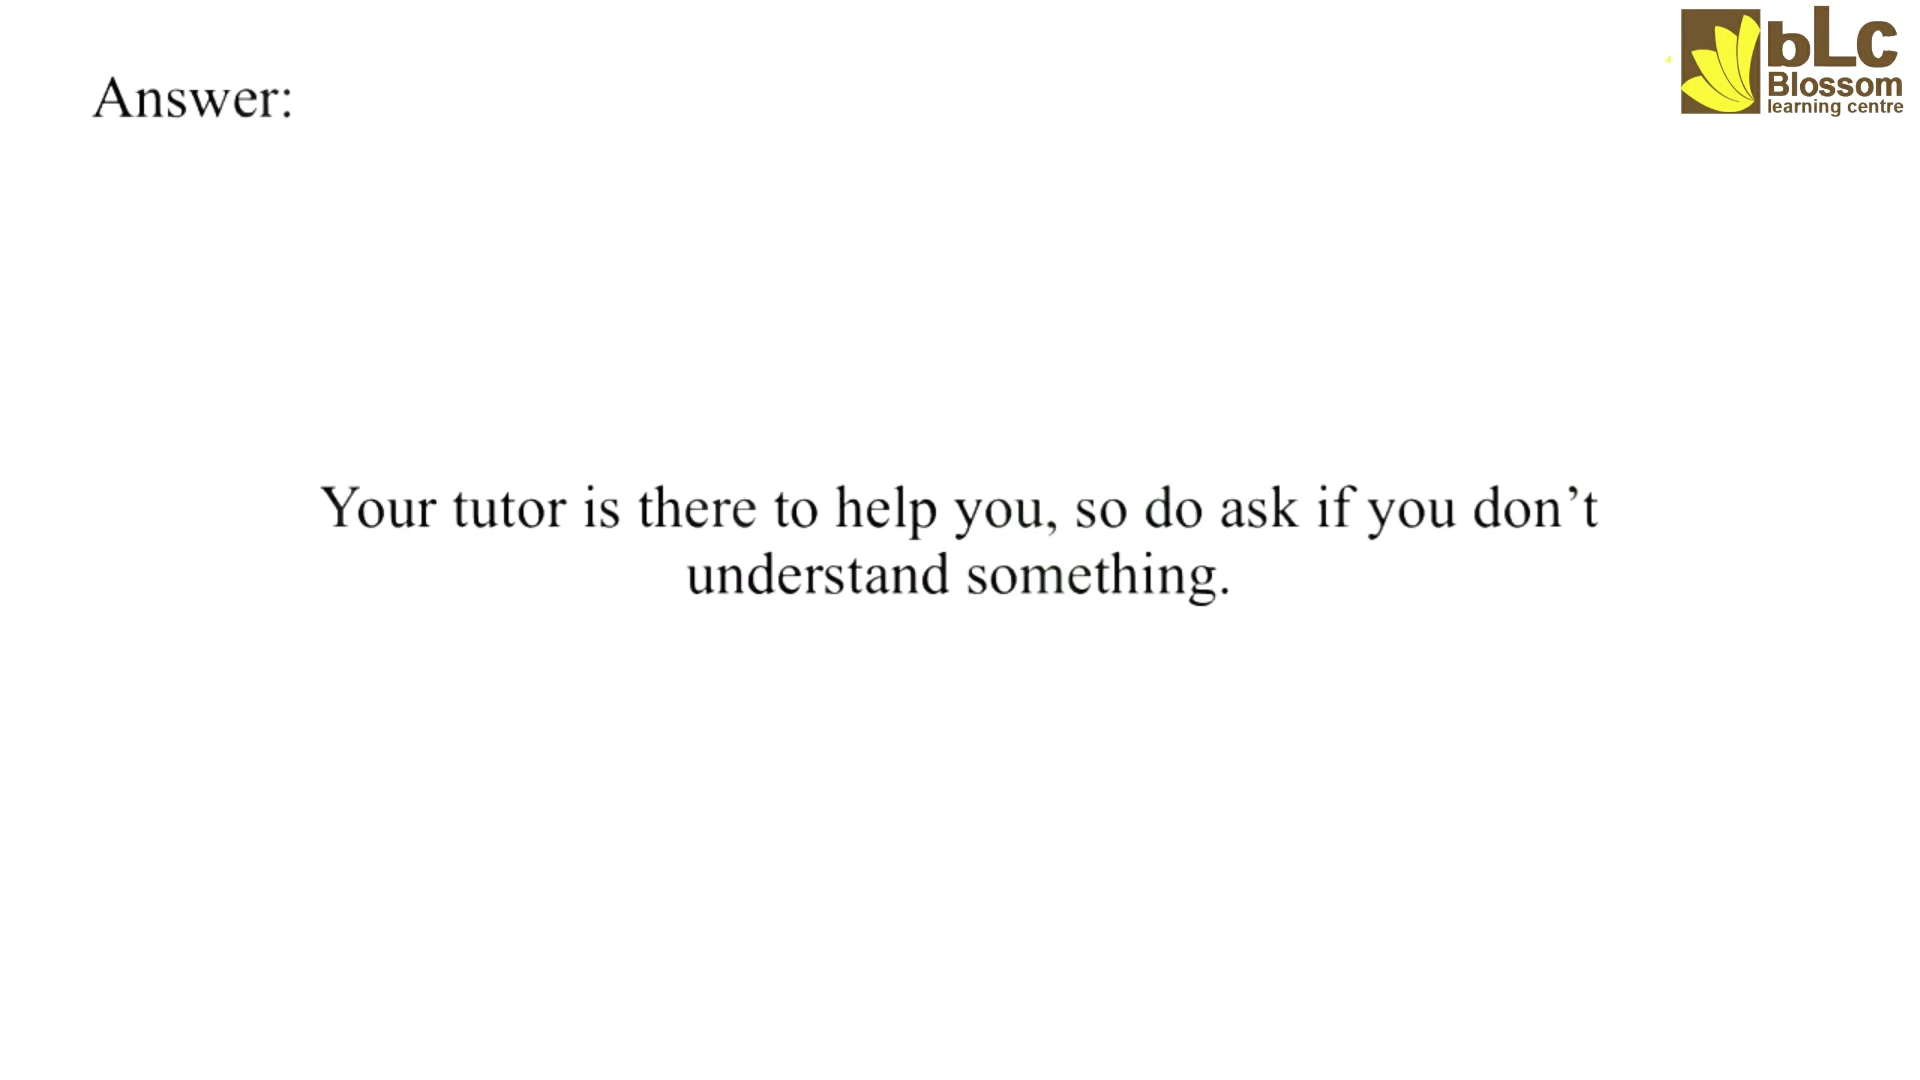 bLc
Blossom
learning centre
Answer:
Your tutor is there to help you, so do ask if you don’t
understand something.